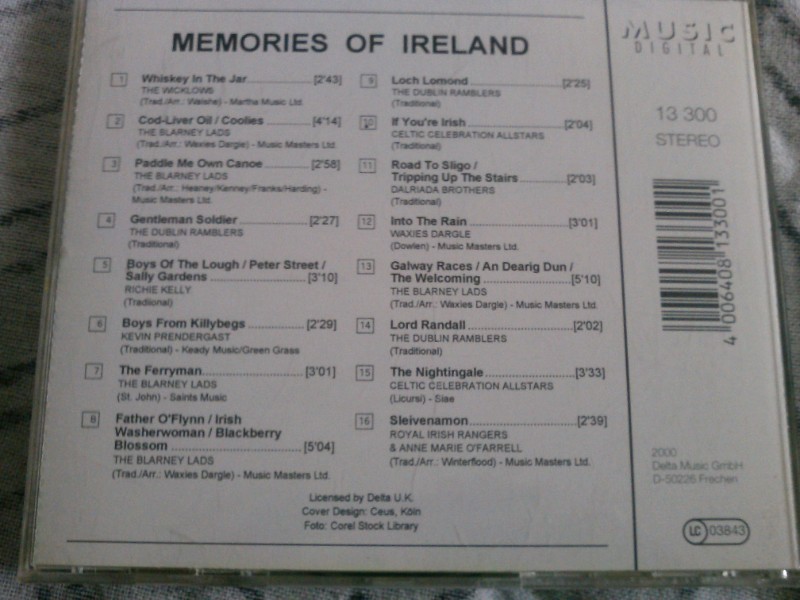 MEMORIES OF IRELAND
1 Whiskey In The Jar [2'43]
THE WICKLOWS
(Trad./Arr.: Walshe) - Martha Music Ltd.
2 Cod-Liver Oil / Coolies [4'14]
THE BLARNEY LADS
(Trad./Arr.: Waxies Dargle) - Music Masters Ltd.
3 Paddle Me Own Canoe [2'58]
THE BLARNEY LADS
(Trad./Arr.: Heaney/Kenney/Franks/Harding) -
Music Masters Ltd.
4 Gentleman Soldier [2'27]
THE DUBLIN RAMBLERS
(Traditional)
5 Boys Of The Lough / Peter Street /
Sally Gardens [3'10]
RICHIE KELLY
(Traditional)
6 Boys From Killybegs [2'29]
KEVIN PRENDERGAST
(Traditional) - Keady Music/Green Grass
7 The Ferryman [3'01]
THE BLARNEY LADS
(St. John) - Saints Music
8 Father O'Flynn / Irish
Washerwoman / Blackberry
Blossom [5'04]
THE BLARNEY LADS
(Trad./Arr.: Waxies Dargle) - Music Masters Ltd.
9 Loch Lomond [2'25]
THE DUBLIN RAMBLERS
(Traditional)
10 If You're Irish [2'04]
CELTIC CELEBRATION ALLSTARS
(Traditional)
11 Road To Sligo /
Tripping Up The Stairs [2'03]
DALRIADA BROTHERS
(Traditional)
12 Into The Rain [3'01]
WAXIES DARGLE
(Dowlen) - Music Masters Ltd.
13 Galway Races / An Dearig Dun /
The Welcoming [5'10]
THE BLARNEY LADS
(Trad./Arr.: Waxies Dargle) - Music Masters Ltd.
14 Lord Randall [2'02]
THE DUBLIN RAMBLERS
(Traditional)
15 The Nightingale [3'33]
CELTIC CELEBRATION ALLSTARS
(Licursi) - Siae
16 Sleivenamon [2'39]
ROYAL IRISH RANGERS
& ANNE MARIE O'FARRELL
(Trad./Arr.: Winterflood) - Music Masters Ltd.
Licensed by Delta U.K.
Cover Design: Ceus, Köln
Foto: Corel Stock Library
MUSIC
DIGITAL
13 300
STEREO
4 006408 133001
2000
Delta Music GmbH
D-50226 Frechen
LC 03843